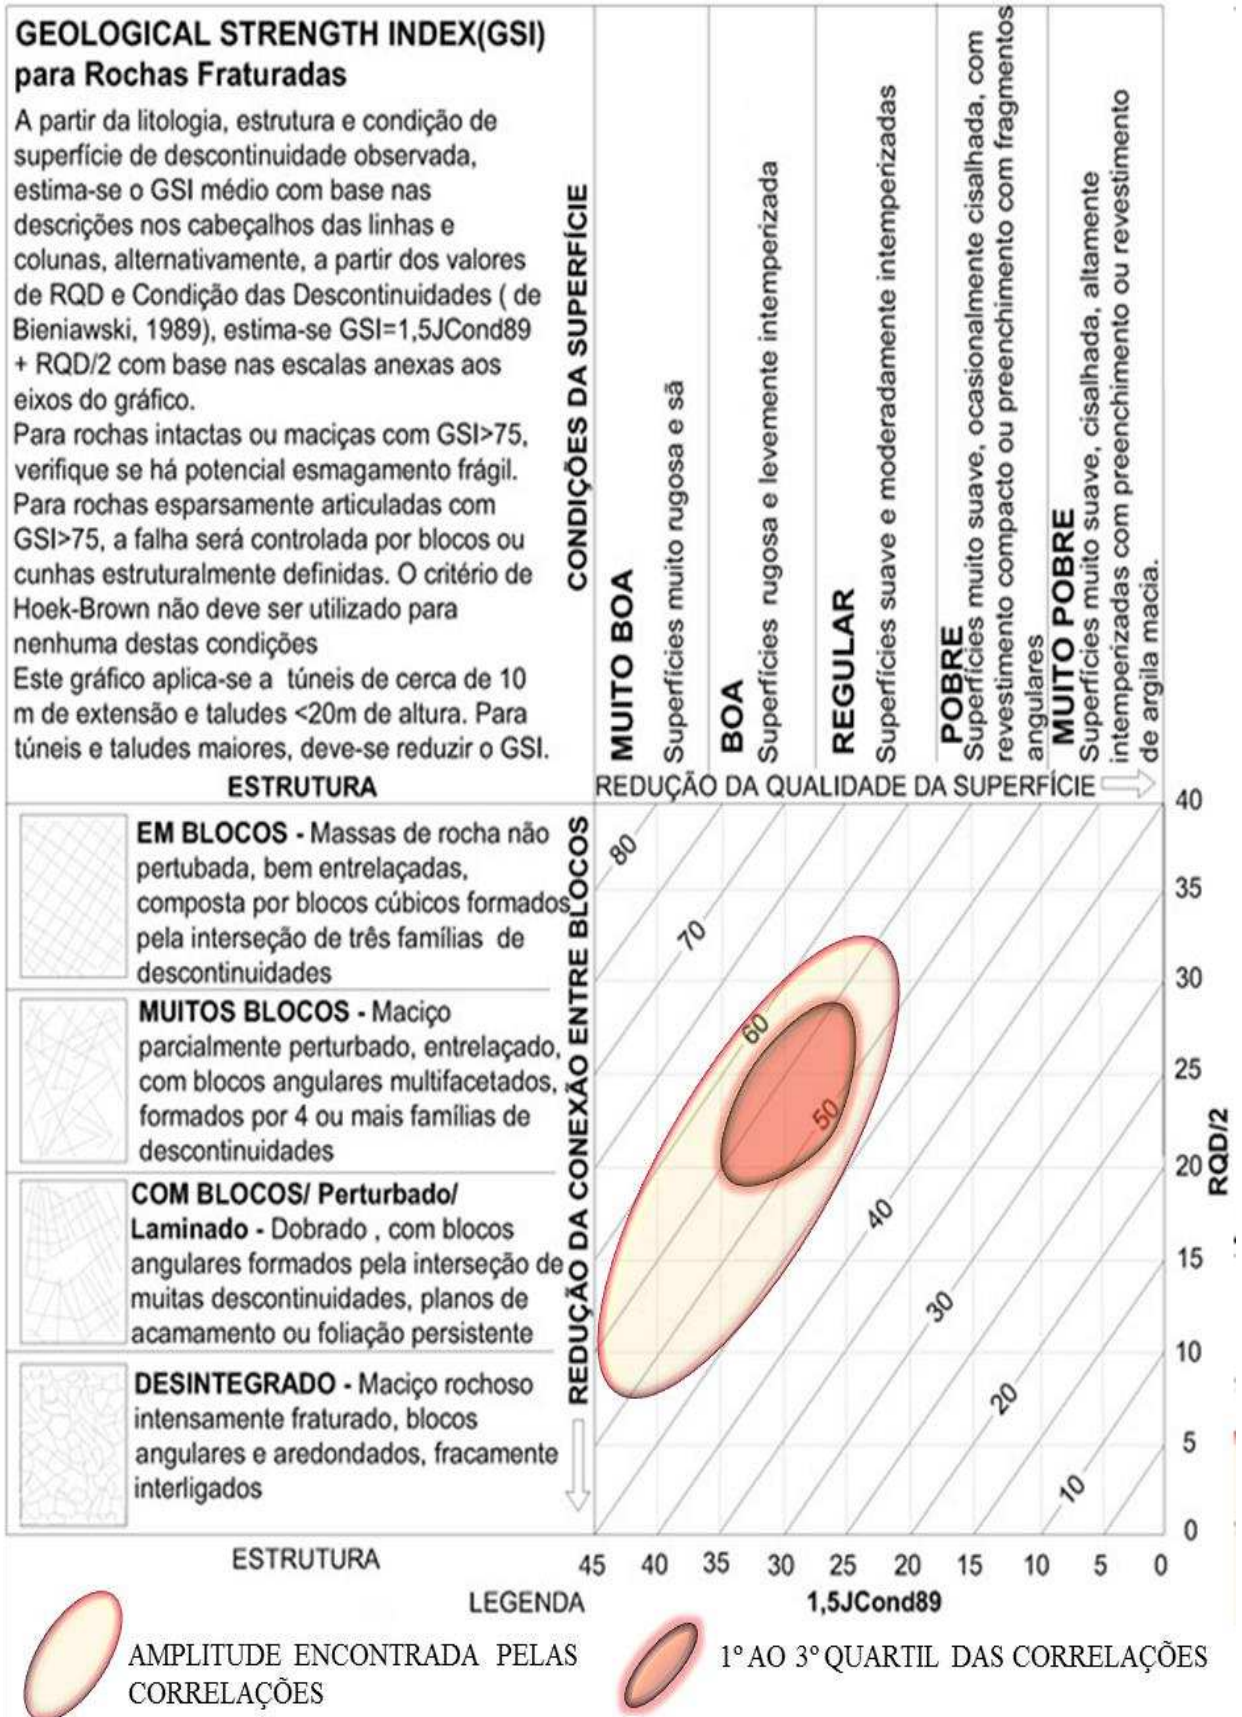 GEOLOGICAL STRENGTH INDEX(GSI)
para Rochas Fraturadas
A partir da litologia, estrutura e condição de
superfície de descontinuidade observada,
estima-se o GSI médio com base nas
descrições nos cabeçalhos das linhas e
colunas, alternativamente, a partir dos valores
de RQD e Condição das Descontinuidades ( de
Bieniawski, 1989), estima-se GSI=1,5JCond89
+ RQD/2 com base nas escalas anexas aos
eixos do gráfico.
Para rochas intactas ou maciças com GSI>75,
verifique se há potencial esmagamento frágil.
Para rochas esparsamente articuladas com
GSI>75, a falha será controlada por blocos ou
cunhas estruturalmente definidas. O critério de
Hoek-Brown não deve ser utilizado para
nenhuma destas condições
Este gráfico aplica-se a túneis de cerca de 10
m de extensão e taludes <20m de altura. Para
túneis e taludes maiores, deve-se reduzir o GSI.
CONDIÇÕES DA SUPERFÍCIE
MUITO BOA
Superfícies muito rugosa e sã
BOA
Superfícies rugosa e levemente intemperizada
REGULAR
Superfícies suave e moderadamente intemperizadas
POBRE
Superfícies muito suave, ocasionalmente cisalhada, com
revestimento compacto ou preenchimento com fragmentos
angulares
MUITO POBRE
Superfícies muito suave, cisalhada, altamente
intemperizadas com preenchimento ou revestimento
de argila macia.
ESTRUTURA
REDUÇÃO DA QUALIDADE DA SUPERFÍCIE
EM BLOCOS - Massas de rocha não
pertubada, bem entrelaçadas,
composta por blocos cúbicos formados
pela interseção de três famílias de
descontinuidades
MUITOS BLOCOS - Maciço
parcialmente perturbado, entrelaçado,
com blocos angulares multifacetados,
formados por 4 ou mais famílias de
descontinuidades
COM BLOCOS/ Perturbado/
Laminado - Dobrado , com blocos
angulares formados pela interseção de
muitas descontinuidades, planos de
acamamento ou foliação persistente
DESINTEGRADO - Maciço rochoso
intensamente fraturado, blocos
angulares e aredondados, fracamente
interligados
REDUÇÃO DA CONEXÃO ENTRE BLOCOS
80
70
60
50
40
30
20
10
40
35
30
25
20
15
10
5
0
RQD/2
ESTRUTURA
45 40 35 30 25 20 15 10 5 0
1,5JCond89
LEGENDA
AMPLITUDE ENCONTRADA PELAS
CORRELAÇÕES
1º AO 3º QUARTIL DAS CORRELAÇÕES